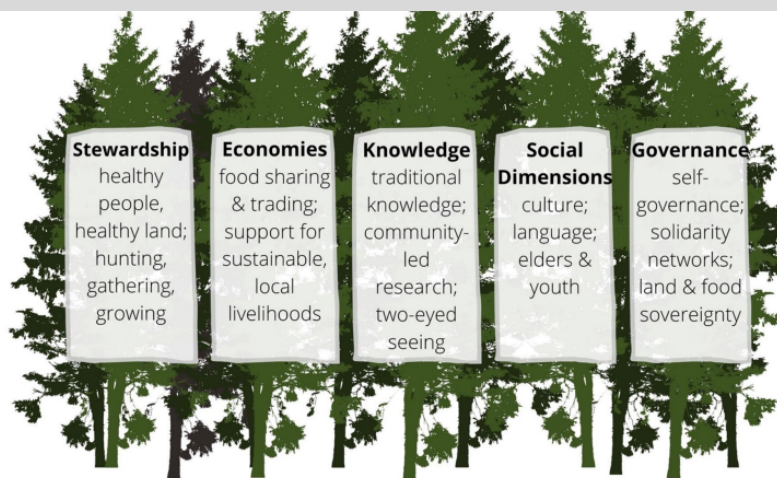 Stewardship
healthy
people,
healthy land;
hunting,
gathering,
growing
Economies
food sharing
& trading;
support for
sustainable,
local
livelihoods
Knowledge
traditional
knowledge;
community-
led
research;
two-eyed
seeing
Social
Dimensions
culture;
language;
elders &
youth
Governance
self-
governance;
solidarity
networks;
land & food
sovereignty